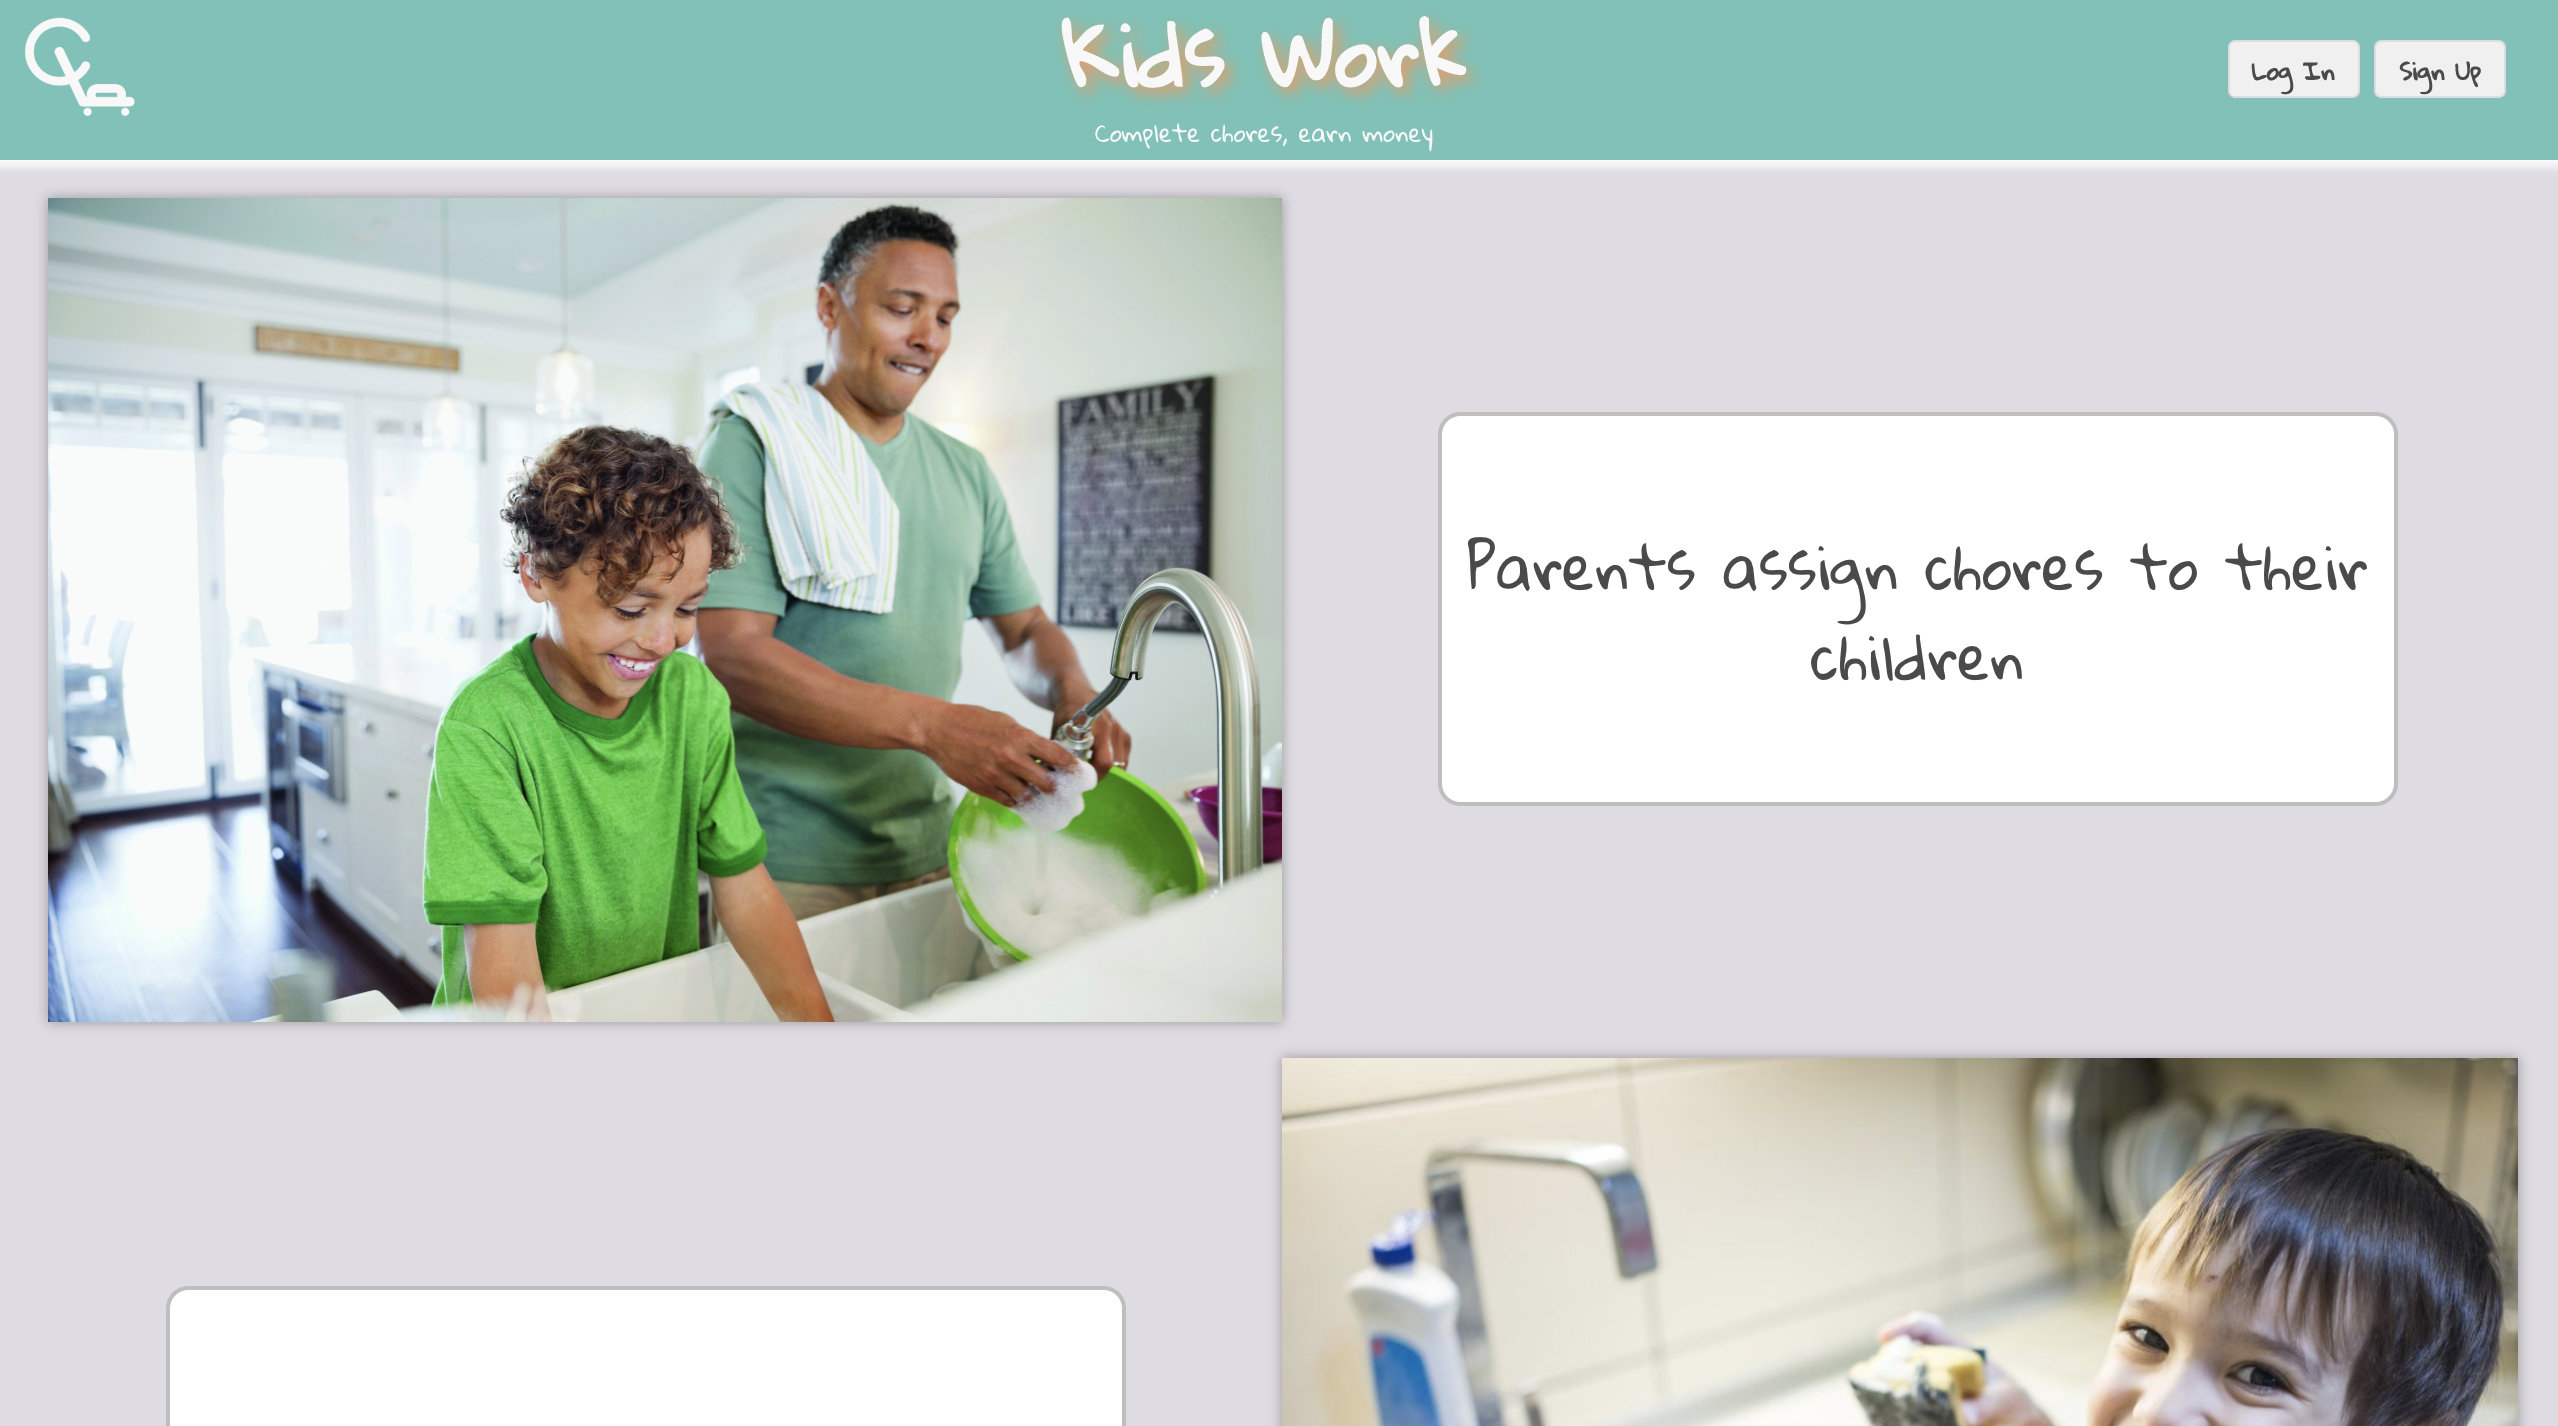 Kids Work
Complete chores, earn money
Log In
Sign Up
FAMILY
Parents assign chores to their
children